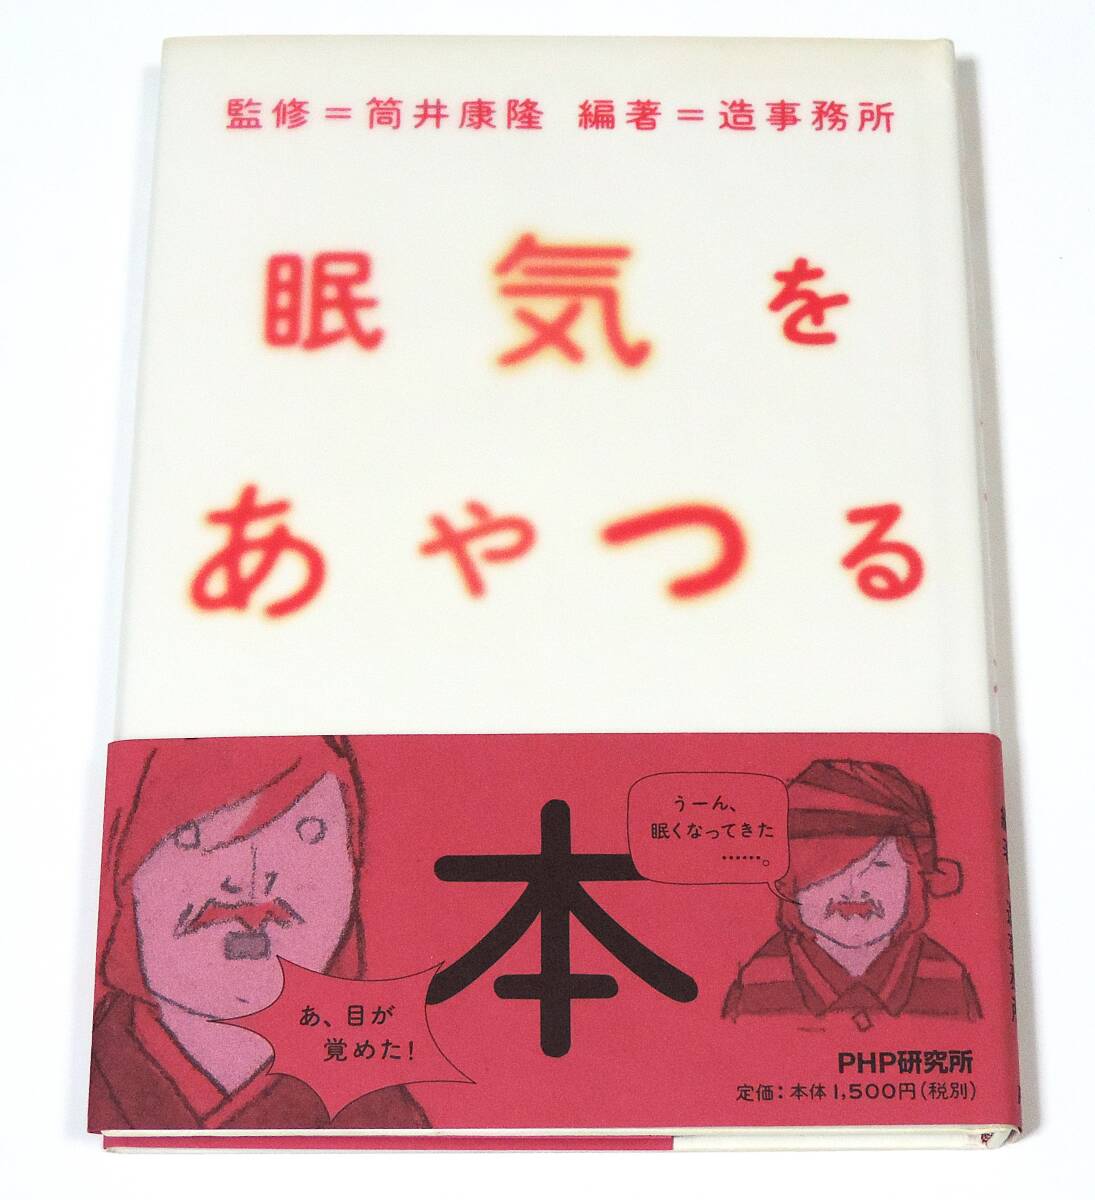 監修＝筒井康隆 編著＝造事務所
眠気を
あやつる
本
うーん、
眠くなってきた
……。
あ、目が
覚めた！
PHP研究所
定価：本体1,500円（税別）